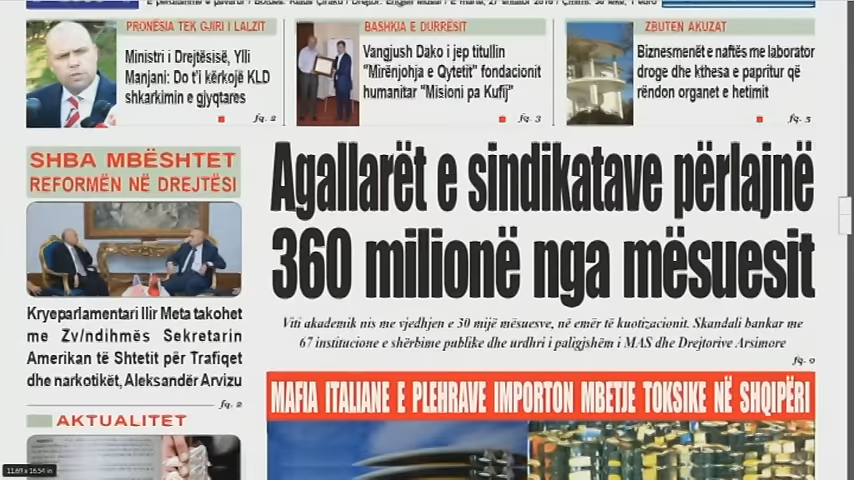 PRONËSIA TEK GJIRI I LALZIT
Ministri i Drejtësisë, Ylli
Manjani: Do t'i kërkojë KLD
shkarkimin e gjyqtares
fq. 2
BASHKIA E DURRËSIT
Vangjush Dako i jep titullin
"Mirënjohja e Qytetit" fondacionit
humanitar "Misioni pa Kufij"
fq. 3
ZBUTEN AKUZAT
Biznesmenët e naftës me laborator
droge dhe kthesa e papritur që
rëndon organet e hetimit
fq. 5
SHBA MBËSHTET
REFORMËN NË DREJTËSI
Kryeparlamentari Ilir Meta takohet
me Zv/ndihmës Sekretarin
Amerikan të Shtetit për Trafiqet
dhe narkotikët, Aleksandër Arvizu
fq. 2
AKTUALITET
Agallarët e sindikatave përlajnë
360 milionë nga mësuesit
Viti akademik nis me vjedhjen e 30 mijë mësuesve, në emër të kuotizacionit. Skandali bankar me
67 institucione e shërbime publike dhe urdhri i paligjshëm i MAS dhe Drejtorive Arsimore
MAFIA ITALIANE E PLEHRAVE IMPORTON MBETJE TOKSIKE NË SHQIPËRI
11.69 x 16.54 in